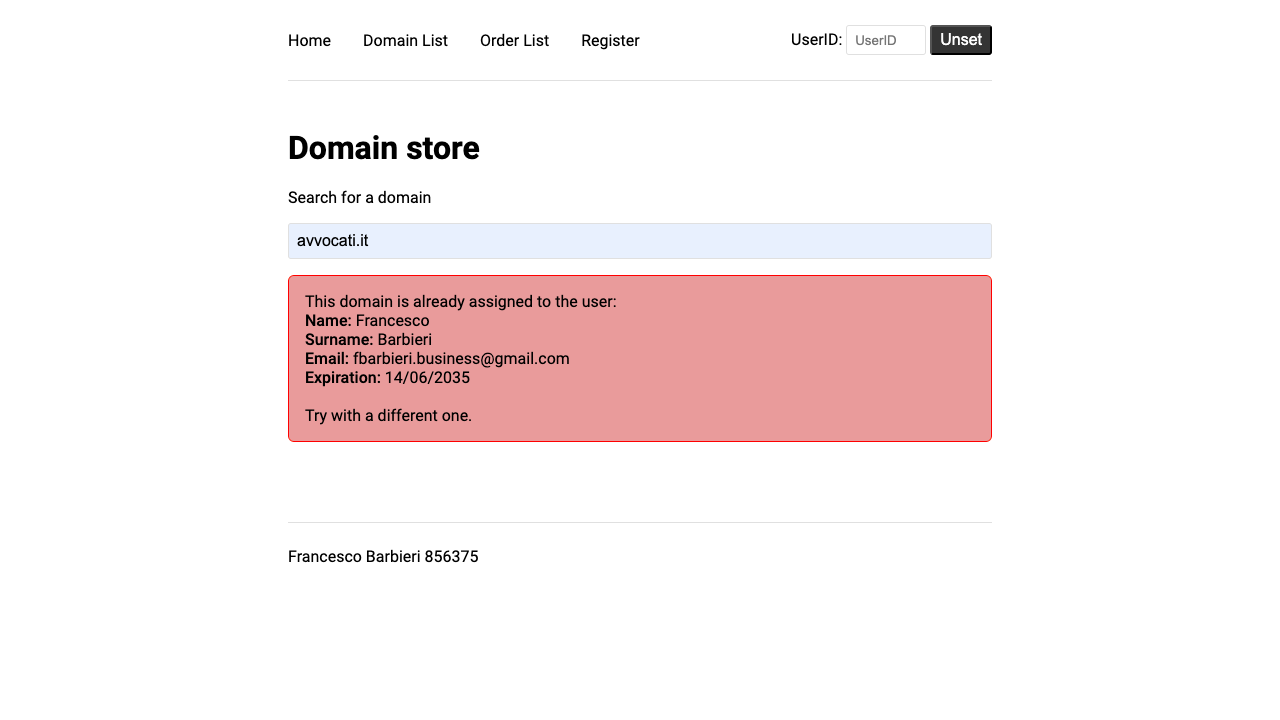 Home Domain List Order List Register UserID: UserID Unset
Domain store
Search for a domain
avvocati.it
This domain is already assigned to the user:
Name: Francesco
Surname: Barbieri
Email: fbarbieri.business@gmail.com
Expiration: 14/06/2035
Try with a different one.
Francesco Barbieri 856375